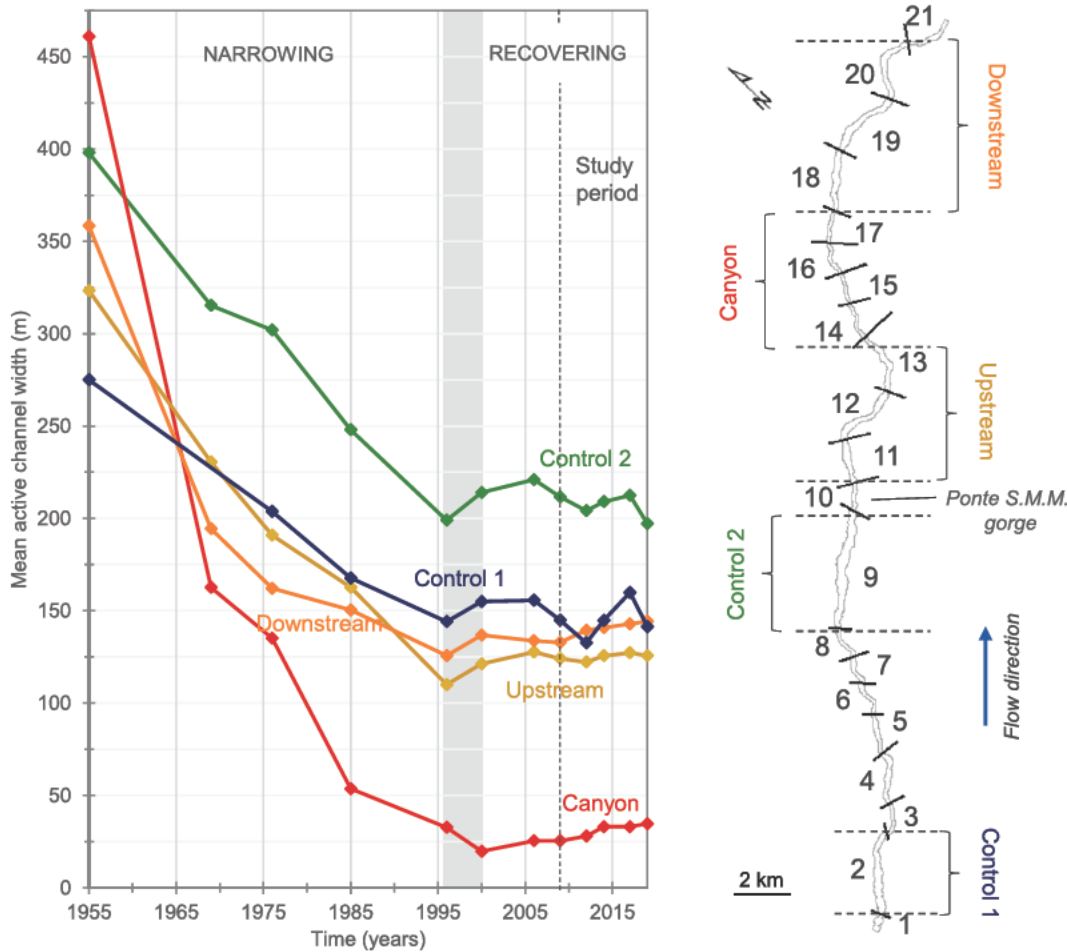 NARROWING
RECOVERING
Study
period
Control 2
Control 1
Downstream
Upstream
Canyon
Mean active channel width (m)
450
400
350
300
250
200
150
100
50
0
1955
1965
1975
1985
1995
2005
2015
Time (years)
21
20
19
18
17
16
15
14
13
12
11
10
9
8
7
6
5
4
3
2
1
N
Downstream
Canyon
Upstream
Ponte S.M.M.
gorge
Control 2
Flow direction
Control 1
2 km